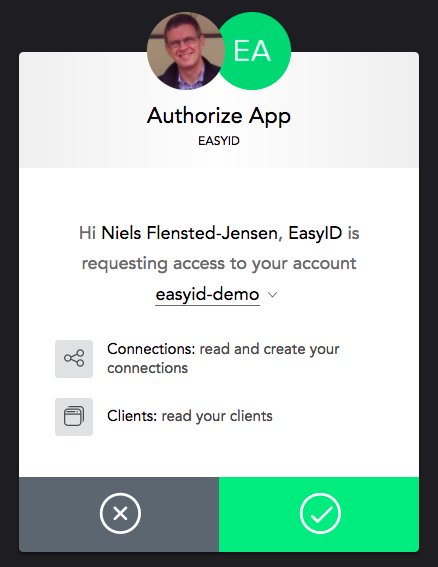 EA
Authorize App
EASYID
Hi Niels Flensted-Jensen, EasyID is
requesting access to your account
easyid-demo
Connections: read and create your
connections
Clients: read your clients